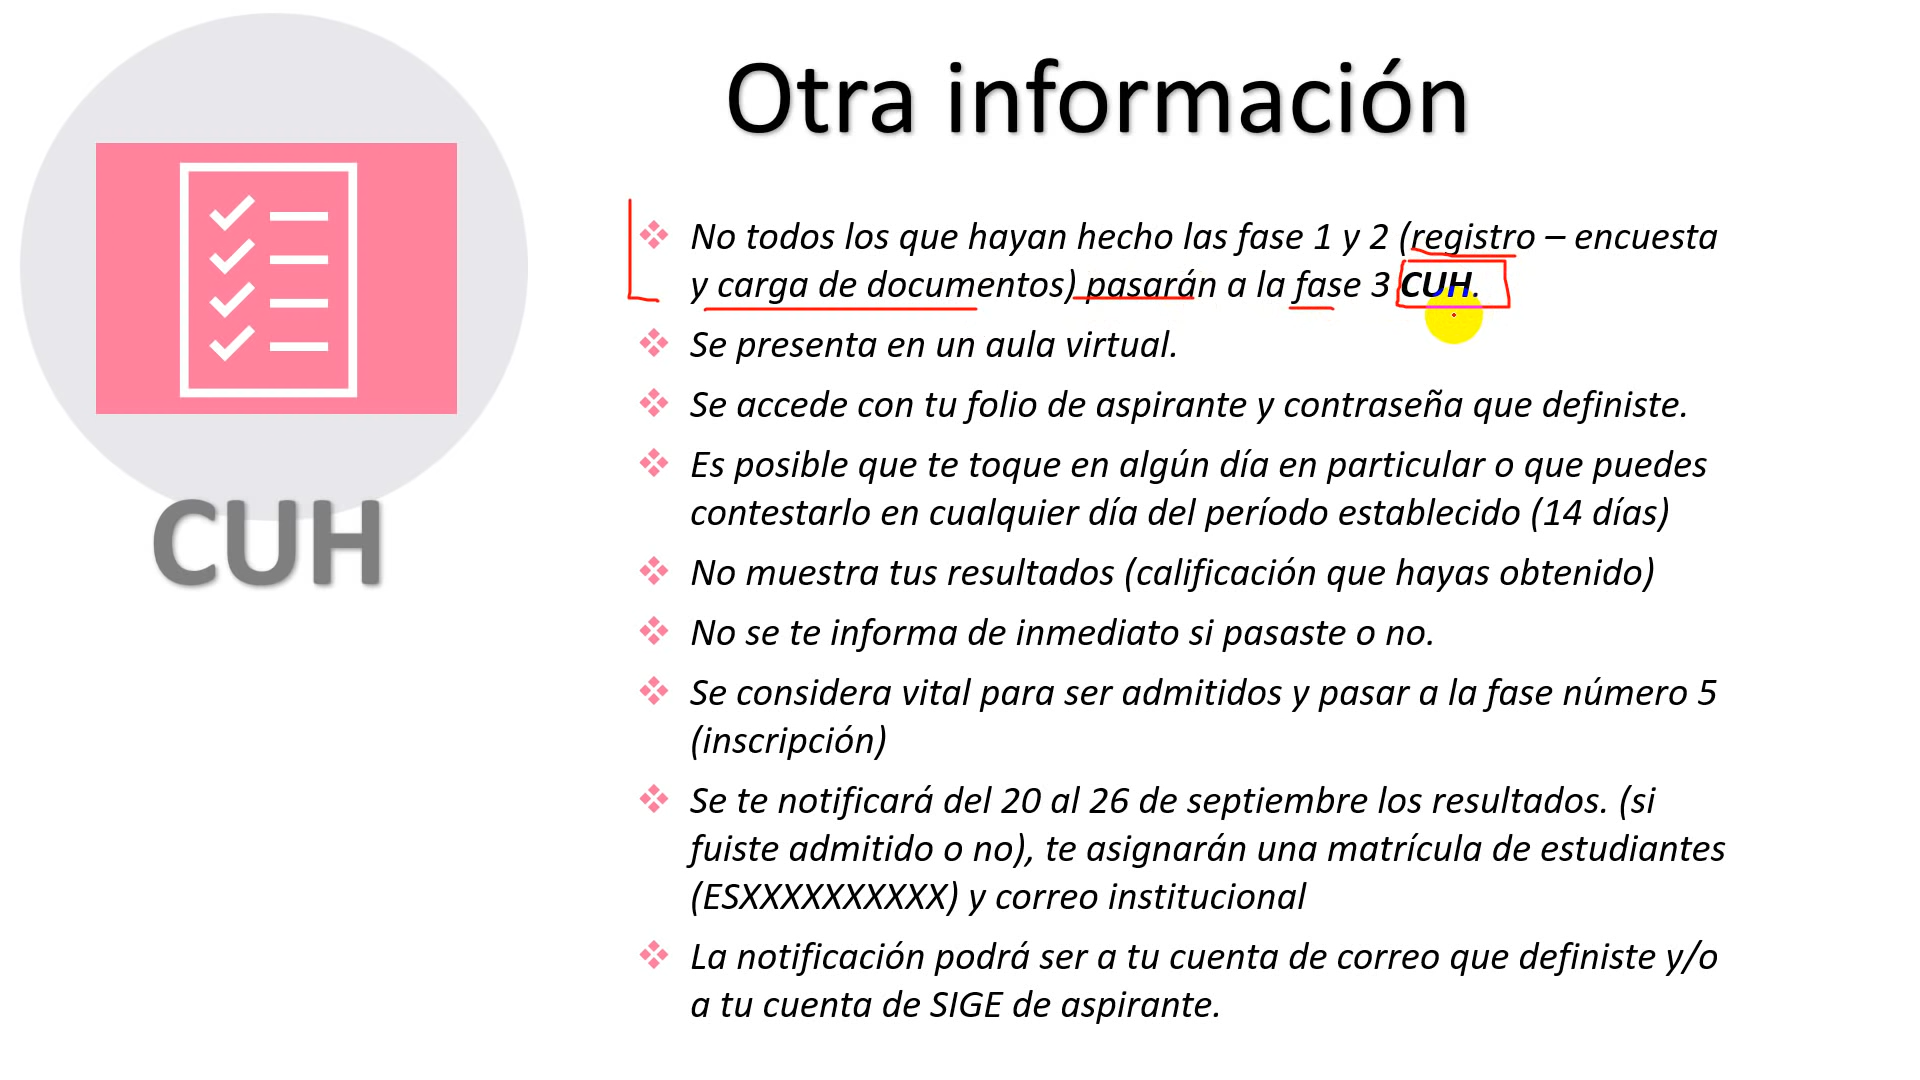 Otra información
CUH
No todos los que hayan hecho las fase 1 y 2 (registro – encuesta
y carga de documentos) pasarán a la fase 3 CUH.
Se presenta en un aula virtual.
Se accede con tu folio de aspirante y contraseña que definiste.
Es posible que te toque en algún día en particular o que puedes
contestarlo en cualquier día del período establecido (14 días)
No muestra tus resultados (calificación que hayas obtenido)
No se te informa de inmediato si pasaste o no.
Se considera vital para ser admitidos y pasar a la fase número 5
(inscripción)
Se te notificará del 20 al 26 de septiembre los resultados. (si
fuiste admitido o no), te asignarán una matrícula de estudiantes
(ESXXXXXXXXXX) y correo institucional
La notificación podrá ser a tu cuenta de correo que definiste y/o
a tu cuenta de SIGE de aspirante.